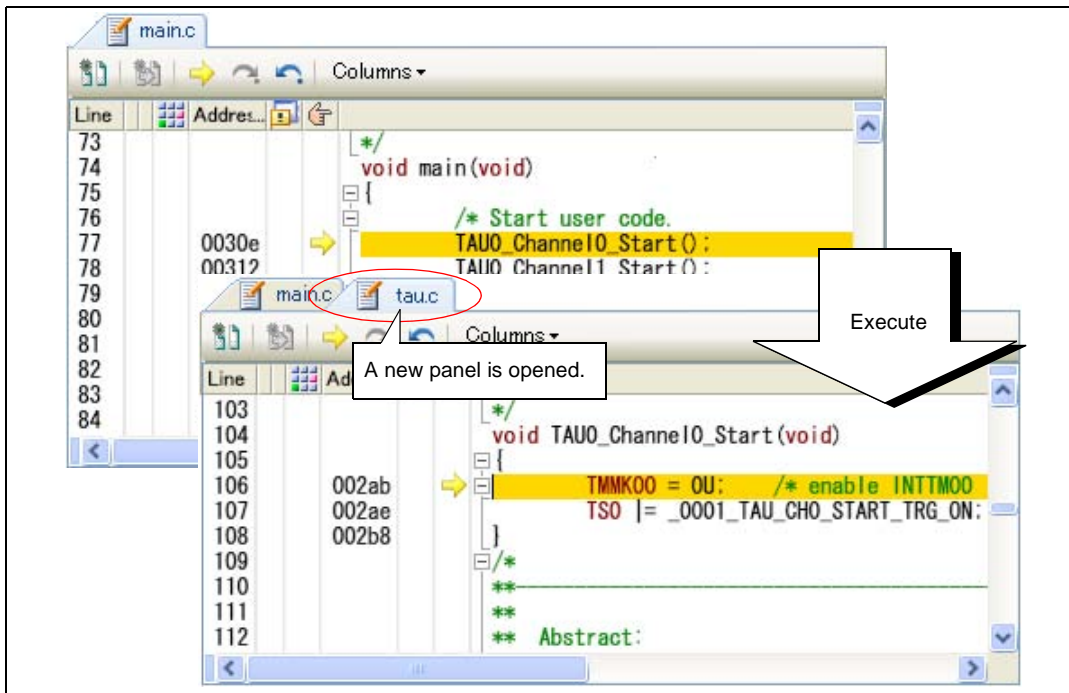 main.c
Columns
Line Addres...
73 */
74 void main(void)
75 {
76 /* Start user code.
77 0030e TAU0_Channel0_Start();
78 00312 TAU0_Channel1_Start();
79
80
81
82
83
84
Execute
main.c tau.c
Columns
A new panel is opened.
Line Ad
103 */
104 void TAU0_Channel0_Start(void)
105 {
106 002ab TMMK00 = 0U; /* enable INTTM00
107 002ae TS0 |= _0001_TAU_CH0_START_TRG_ON;
108 002b8 }
109 /*
110 **
111 **
112 ** Abstract: